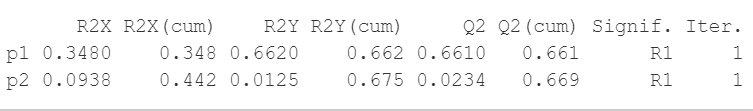 R2X R2X(cum) R2Y R2Y(cum) Q2 Q2(cum) Signif. Iter.
p1 0.3480 0.348 0.6620 0.662 0.6610 0.661 R1 1
p2 0.0938 0.442 0.0125 0.675 0.0234 0.669 R1 1